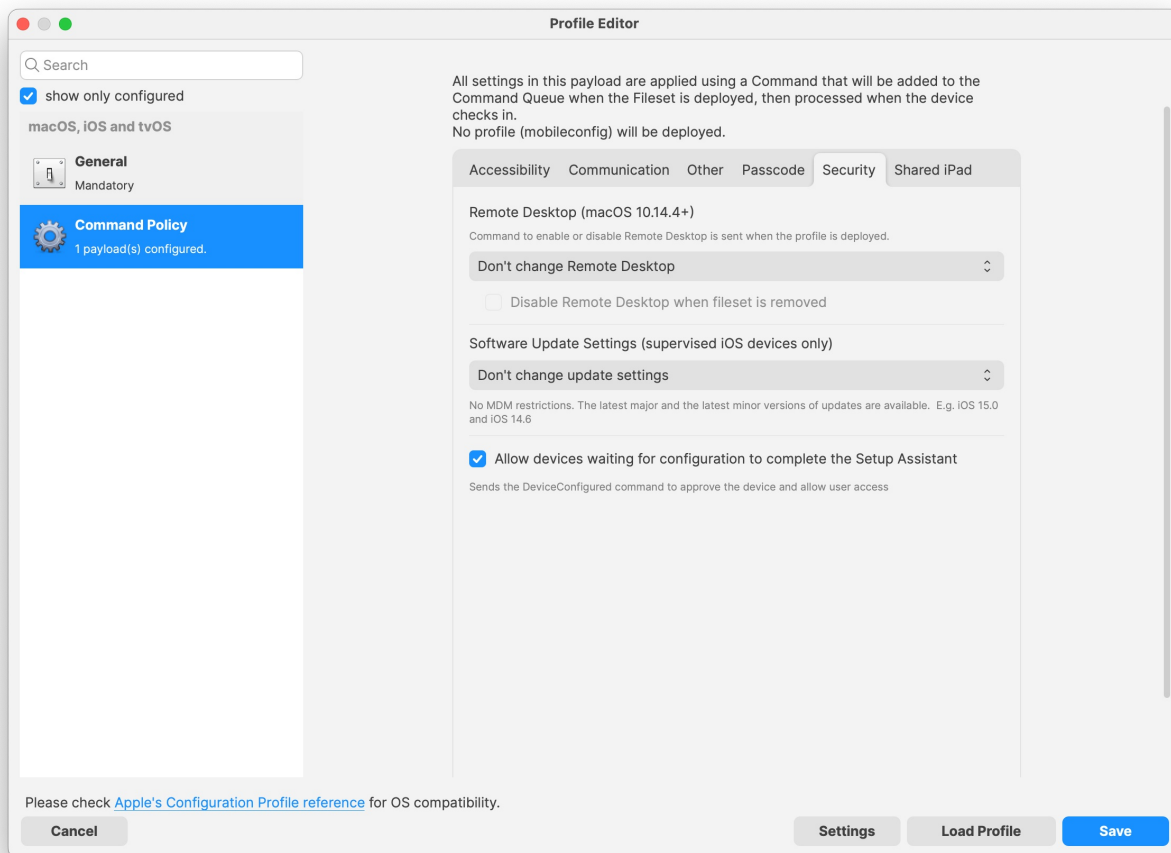 Profile Editor
Search
show only configured
macOS, iOS and tvOS
General
Mandatory
Command Policy
1 payload(s) configured.
All settings in this payload are applied using a Command that will be added to the
Command Queue when the Fileset is deployed, then processed when the device
checks in.
No profile (mobileconfig) will be deployed.
Accessibility Communication Other Passcode Security Shared iPad
Remote Desktop (macOS 10.14.4+)
Command to enable or disable Remote Desktop is sent when the profile is deployed.
Don't change Remote Desktop
Disable Remote Desktop when fileset is removed
Software Update Settings (supervised iOS devices only)
Don't change update settings
No MDM restrictions. The latest major and the latest minor versions of updates are available. E.g. iOS 15.0
and iOS 14.6
Allow devices waiting for configuration to complete the Setup Assistant
Sends the DeviceConfigured command to approve the device and allow user access
Please check Apple's Configuration Profile reference for OS compatibility.
Cancel Settings Load Profile Save